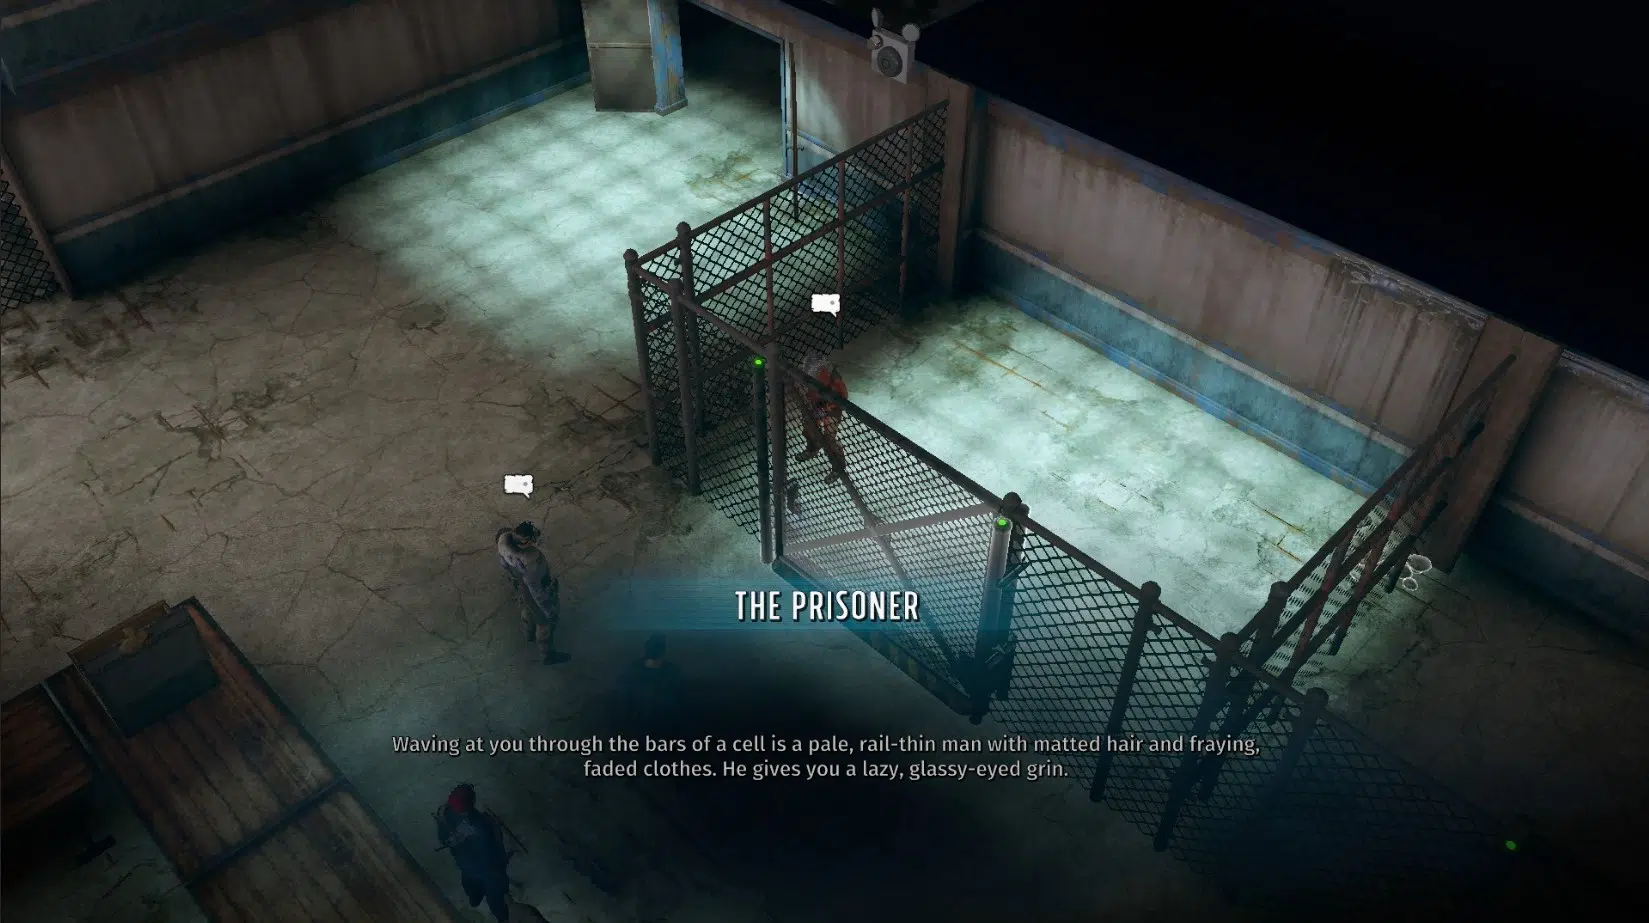 THE PRISONER
Waving at you through the bars of a cell is a pale, rail-thin man with matted hair and fraying,
faded clothes. He gives you a lazy, glassy-eyed grin.